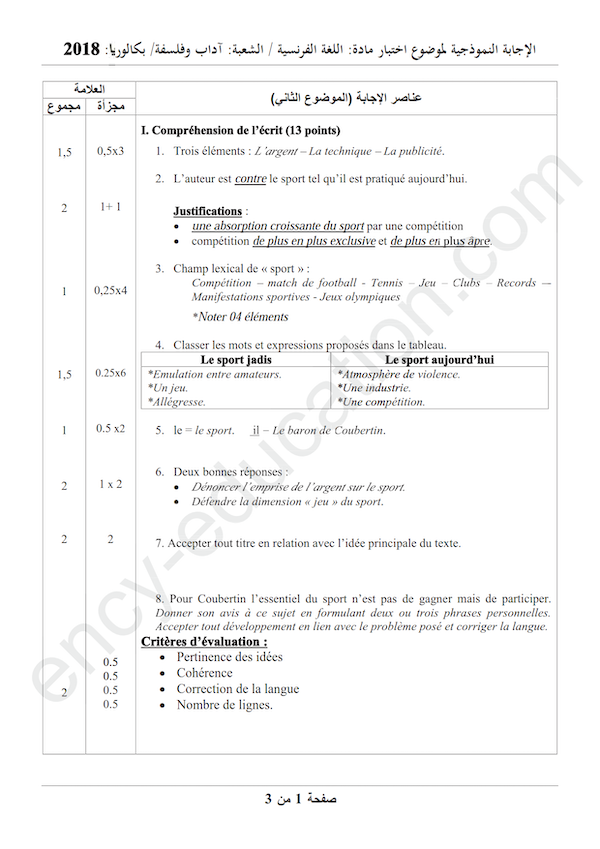 الإجابة النموذجية لموضوع اختبار مادة: اللغة الفرنسية / الشعبة: آداب وفلسفة/ بكالوريا: 2018
العلامة
عناصر الإجابة (الموضوع الثاني)
مجموع مجزأة
I. Compréhension de l'écrit (13 points)
1,5 0,5x3 1. Trois éléments : L'argent – La technique – La publicité.
2. L'auteur est contre le sport tel qu'il est pratiqué aujourd'hui.
2 1+ 1 Justifications :
• une absorption croissante du sport par une compétition
• compétition de plus en plus exclusive et de plus en plus âpre.
3. Champ lexical de « sport » :
Compétition – match de football - Tennis – Jeu – Clubs – Records –
1 0,25x4 Manifestations sportives - Jeux olympiques
*Noter 04 éléments
4. Classer les mots et expressions proposés dans le tableau.
Le sport jadis Le sport aujourd'hui
1,5 0.25x6 *Emulation entre amateurs. *Atmosphère de violence.
*Un jeu. *Une industrie.
*Allégresse. *Une compétition.
1 0.5 x2 5. le = le sport. il = Le baron de Coubertin.
6. Deux bonnes réponses :
2 1 x 2 • Dénoncer l'emprise de l'argent sur le sport.
• Défendre la dimension « jeu » du sport.
2 2 7. Accepter tout titre en relation avec l'idée principale du texte.
8. Pour Coubertin l'essentiel du sport n'est pas de gagner mais de participer.
Donner son avis à ce sujet en formulant deux ou trois phrases personnelles.
Accepter tout développement en lien avec le problème posé et corriger la langue.
Critères d'évaluation :
0.5 • Pertinence des idées
0.5 • Cohérence
2 0.5 • Correction de la langue
0.5 • Nombre de lignes.
صفحة 1 من 3
ency-education.com